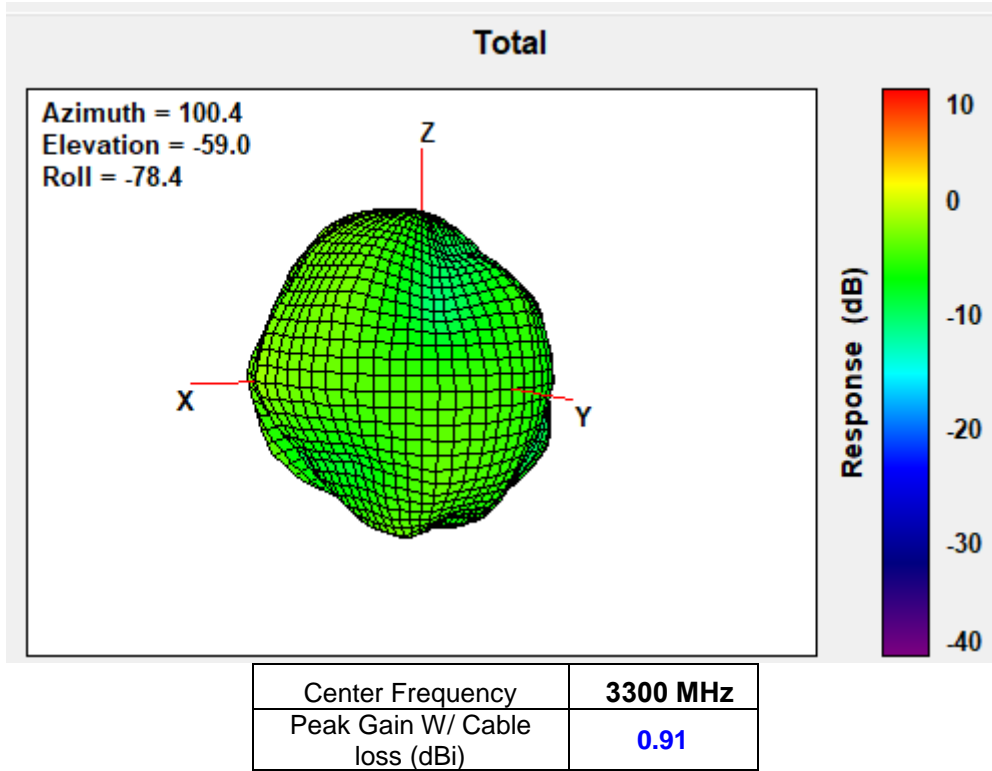 Total
Azimuth = 100.4
Elevation = -59.0
Roll = -78.4
Z
X
Y
Response (dB)
10
0
-10
-20
-30
-40
Center Frequency 3300 MHz
Peak Gain W/ Cable
loss (dBi) 0.91